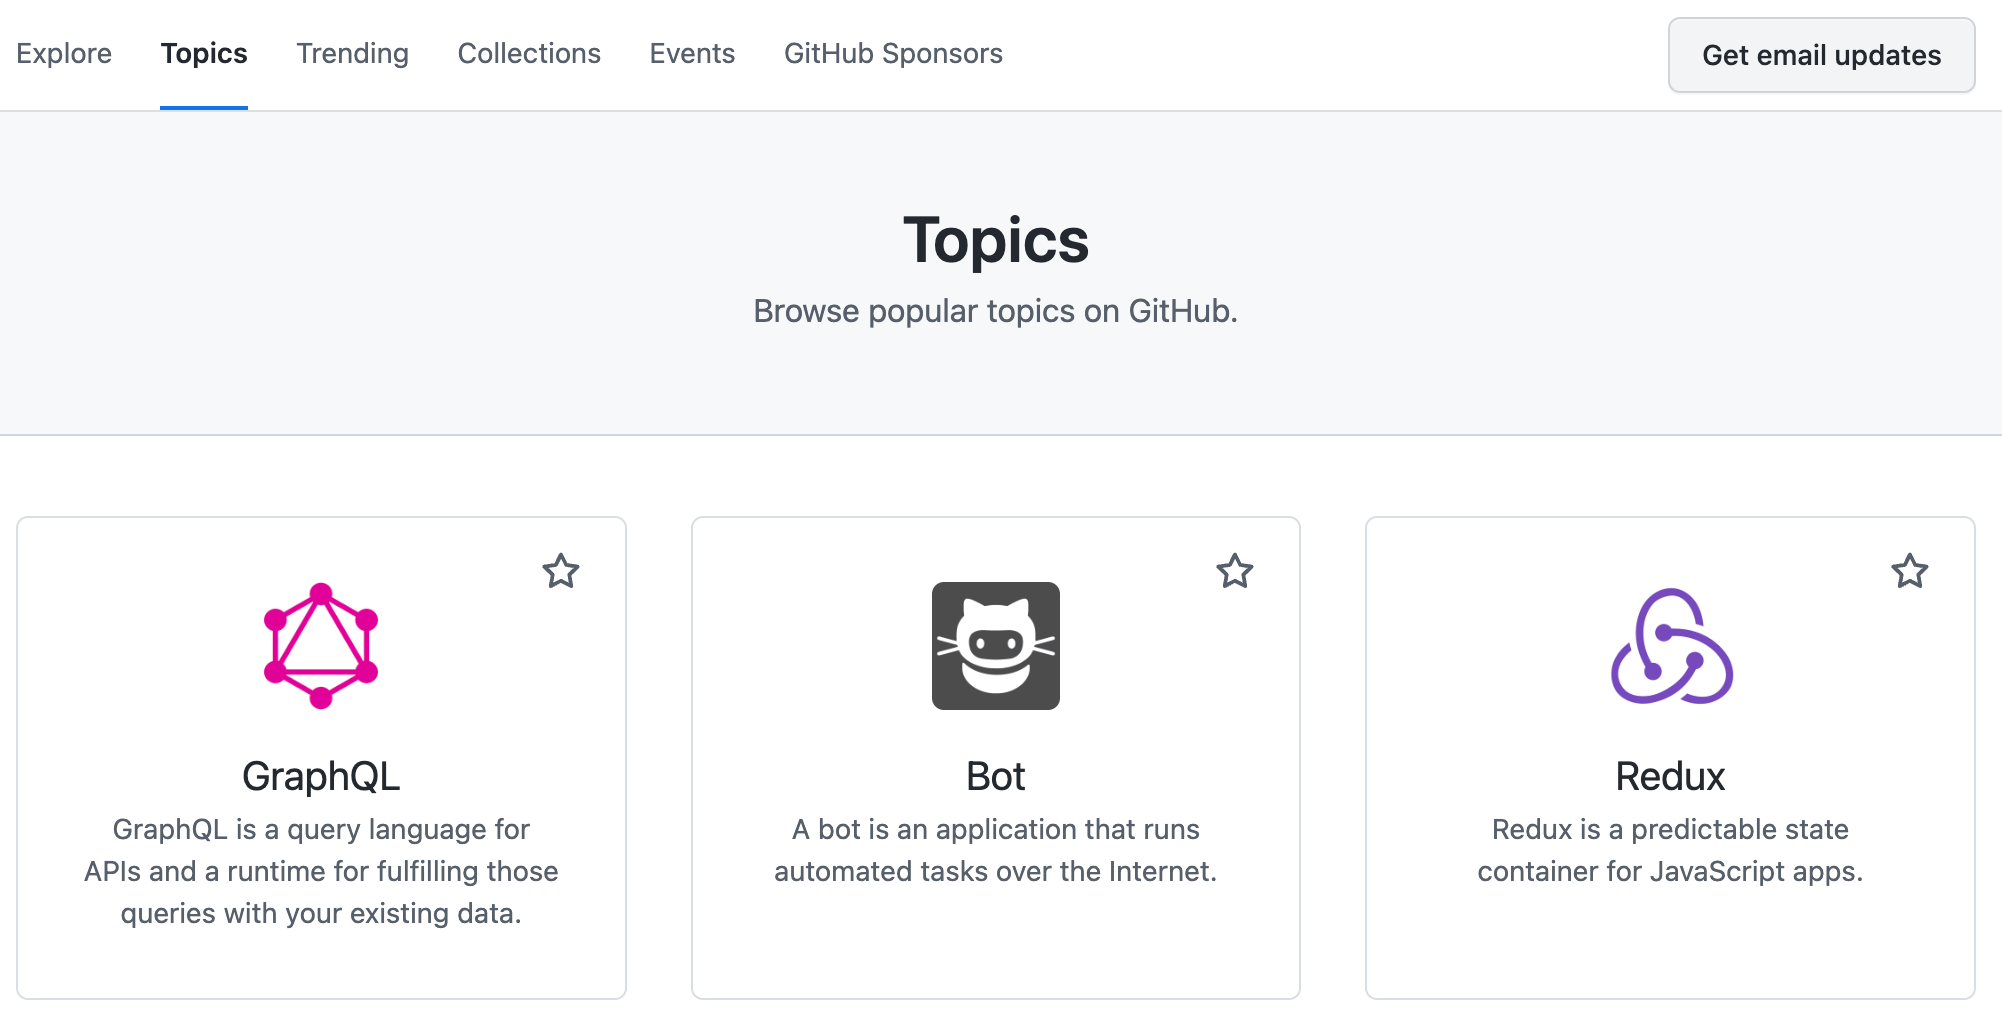 Explore Topics Trending Collections Events GitHub Sponsors Get email updates
Topics
Browse popular topics on GitHub.
GraphQL
GraphQL is a query language for
APIs and a runtime for fulfilling those
queries with your existing data.
Bot
A bot is an application that runs
automated tasks over the Internet.
Redux
Redux is a predictable state
container for JavaScript apps.